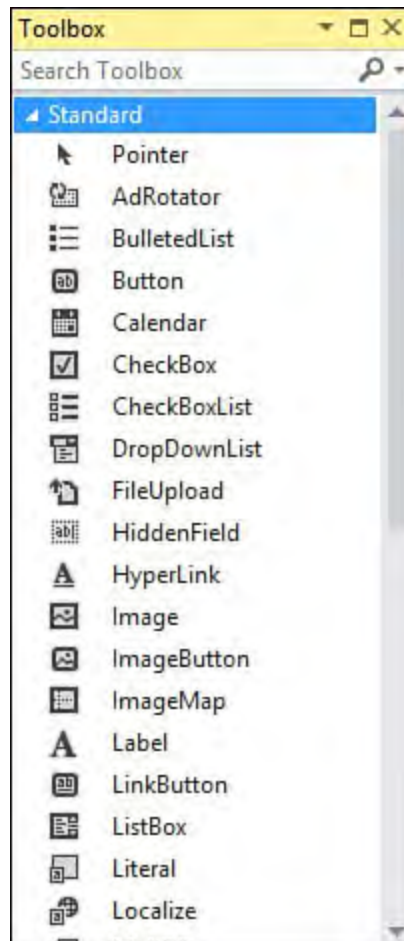 Toolbox
Search Toolbox
Standard
Pointer
AdRotator
BulletedList
Button
Calendar
CheckBox
CheckBoxList
DropDownList
FileUpload
HiddenField
HyperLink
Image
ImageButton
ImageMap
Label
LinkButton
ListBox
Literal
Localize